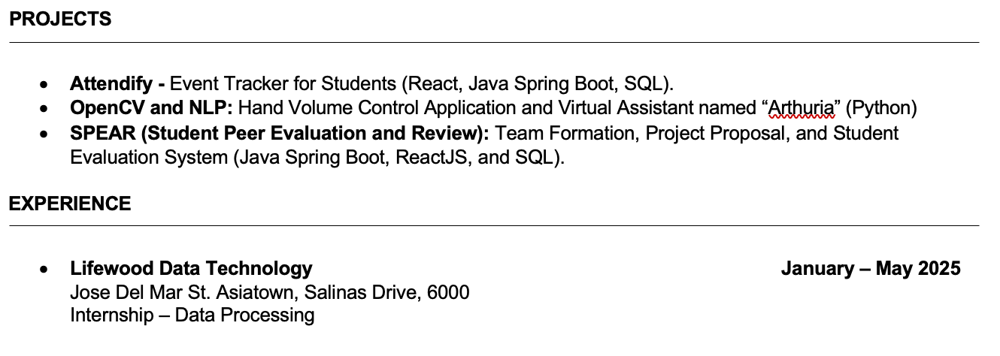 PROJECTS
• Attendify - Event Tracker for Students (React, Java Spring Boot, SQL).
• OpenCV and NLP: Hand Volume Control Application and Virtual Assistant named “Arthuria” (Python)
• SPEAR (Student Peer Evaluation and Review): Team Formation, Project Proposal, and Student
Evaluation System (Java Spring Boot, ReactJS, and SQL).
EXPERIENCE
• Lifewood Data Technology January – May 2025
Jose Del Mar St. Asiatown, Salinas Drive, 6000
Internship – Data Processing